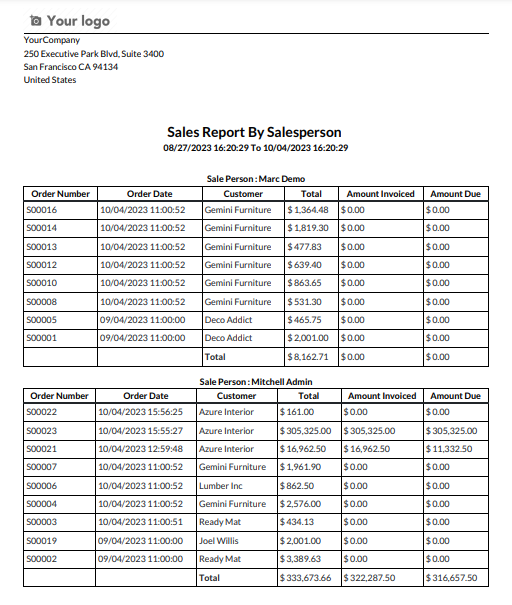 Your logo
YourCompany
250 Executive Park Blvd, Suite 3400
San Francisco CA 94134
United States
Sales Report By Salesperson
08/27/2023 16:20:29 To 10/04/2023 16:20:29
Sale Person : Marc Demo
Order Number Order Date Customer Total Amount Invoiced Amount Due
S00016 10/04/2023 11:00:52 Gemini Furniture $ 1,364.48 $ 0.00 $ 0.00
S00014 10/04/2023 11:00:52 Gemini Furniture $ 1,819.30 $ 0.00 $ 0.00
S00013 10/04/2023 11:00:52 Gemini Furniture $ 477.83 $ 0.00 $ 0.00
S00012 10/04/2023 11:00:52 Gemini Furniture $ 639.40 $ 0.00 $ 0.00
S00010 10/04/2023 11:00:52 Gemini Furniture $ 863.65 $ 0.00 $ 0.00
S00008 10/04/2023 11:00:52 Gemini Furniture $ 531.30 $ 0.00 $ 0.00
S00005 09/04/2023 11:00:00 Deco Addict $ 465.75 $ 0.00 $ 0.00
S00001 09/04/2023 11:00:00 Deco Addict $ 2,001.00 $ 0.00 $ 0.00
Total $ 8,162.71 $ 0.00 $ 0.00
Sale Person : Mitchell Admin
Order Number Order Date Customer Total Amount Invoiced Amount Due
S00022 10/04/2023 15:56:25 Azure Interior $ 161.00 $ 0.00 $ 0.00
S00023 10/04/2023 15:55:27 Azure Interior $ 305,325.00 $ 305,325.00 $ 305,325.00
S00021 10/04/2023 12:59:48 Azure Interior $ 16,962.50 $ 16,962.50 $ 11,332.50
S00007 10/04/2023 11:00:52 Gemini Furniture $ 1,961.90 $ 0.00 $ 0.00
S00006 10/04/2023 11:00:52 Lumber Inc $ 862.50 $ 0.00 $ 0.00
S00004 10/04/2023 11:00:52 Gemini Furniture $ 2,576.00 $ 0.00 $ 0.00
S00003 10/04/2023 11:00:51 Ready Mat $ 434.13 $ 0.00 $ 0.00
S00019 09/04/2023 11:00:00 Joel Willis $ 2,001.00 $ 0.00 $ 0.00
S00002 09/04/2023 11:00:00 Ready Mat $ 3,389.63 $ 0.00 $ 0.00
Total $ 333,673.66 $ 322,287.50 $ 316,657.50